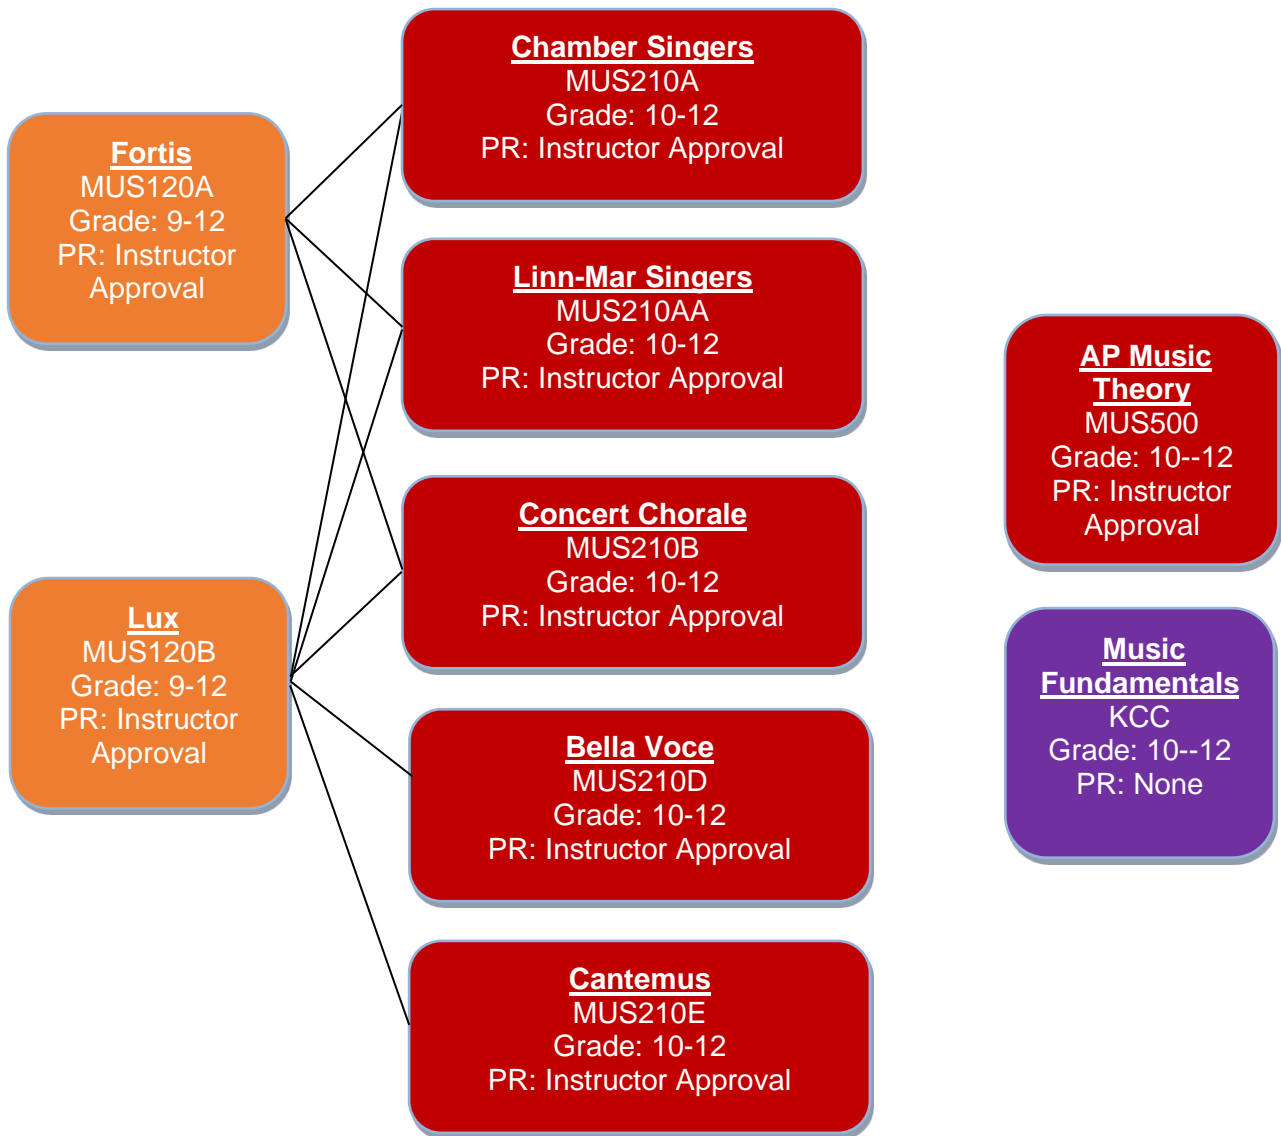 Fortis
MUS120A
Grade: 9-12
PR: Instructor
Approval
Lux
MUS120B
Grade: 9-12
PR: Instructor
Approval
Chamber Singers
MUS210A
Grade: 10-12
PR: Instructor Approval
Linn-Mar Singers
MUS210AA
Grade: 10-12
PR: Instructor Approval
Concert Chorale
MUS210B
Grade: 10-12
PR: Instructor Approval
Bella Voce
MUS210D
Grade: 10-12
PR: Instructor Approval
Cantemus
MUS210E
Grade: 10-12
PR: Instructor Approval
AP Music
Theory
MUS500
Grade: 10--12
PR: Instructor
Approval
Music
Fundamentals
KCC
Grade: 10--12
PR: None